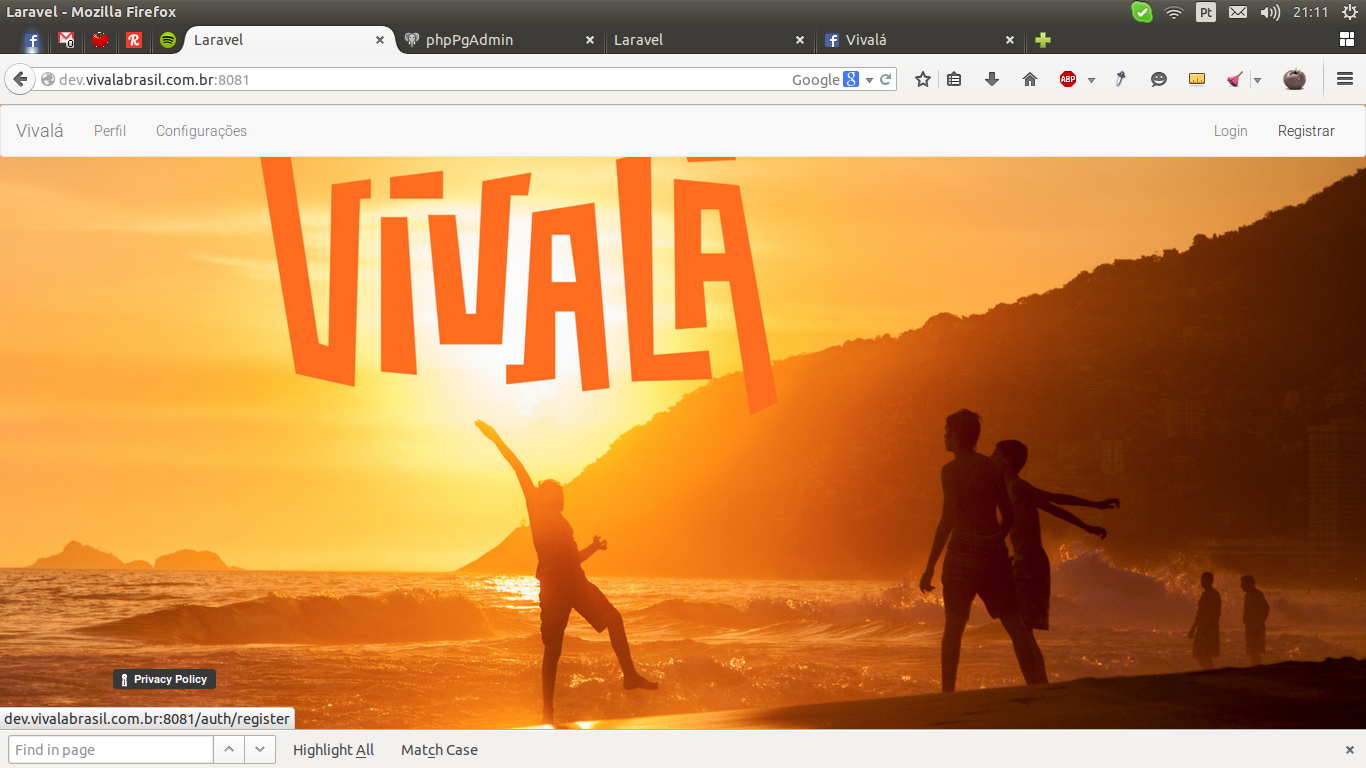 Laravel - Mozilla Firefox
Pt
21:11
Laravel
phpPgAdmin
Laravel
Vivalá
dev.vivalabrasil.com.br:8081
Google
ABP
Vivalá
Perfil
Configurações
Login
Registrar
VIVALÁ
Privacy Policy
dev.vivalabrasil.com.br:8081/auth/register
Find in page
Highlight All
Match Case